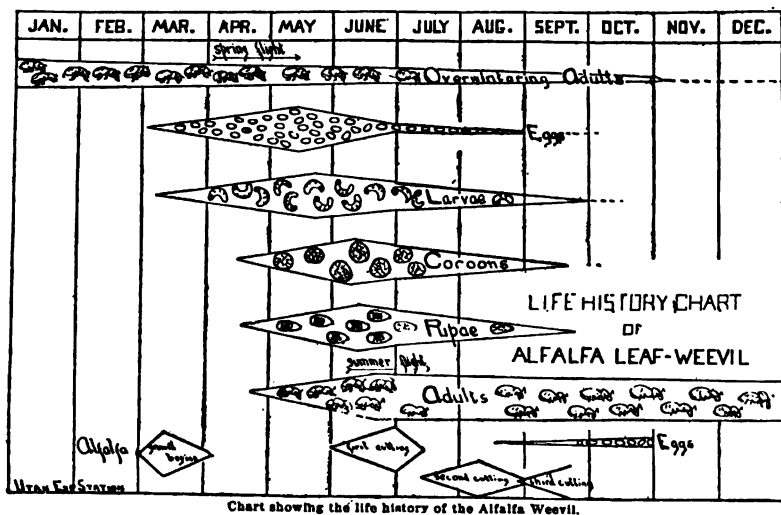 JAN. FEB. MAR. APR. MAY JUNE JULY AUG. SEPT. OCT. NOV. DEC.
spring flight
Overwintering Adults
Eggs
Larvae
Cocoons
LIFE HISTORY CHART
OF
ALFALFA LEAF-WEEVIL
Pupae
summer flight
Adults
Alfalfa
growth begins
first cutting
Eggs
second cutting
third cutting
UTAH EXP STATION
Chart showing the life history of the Alfalfa Weevil.